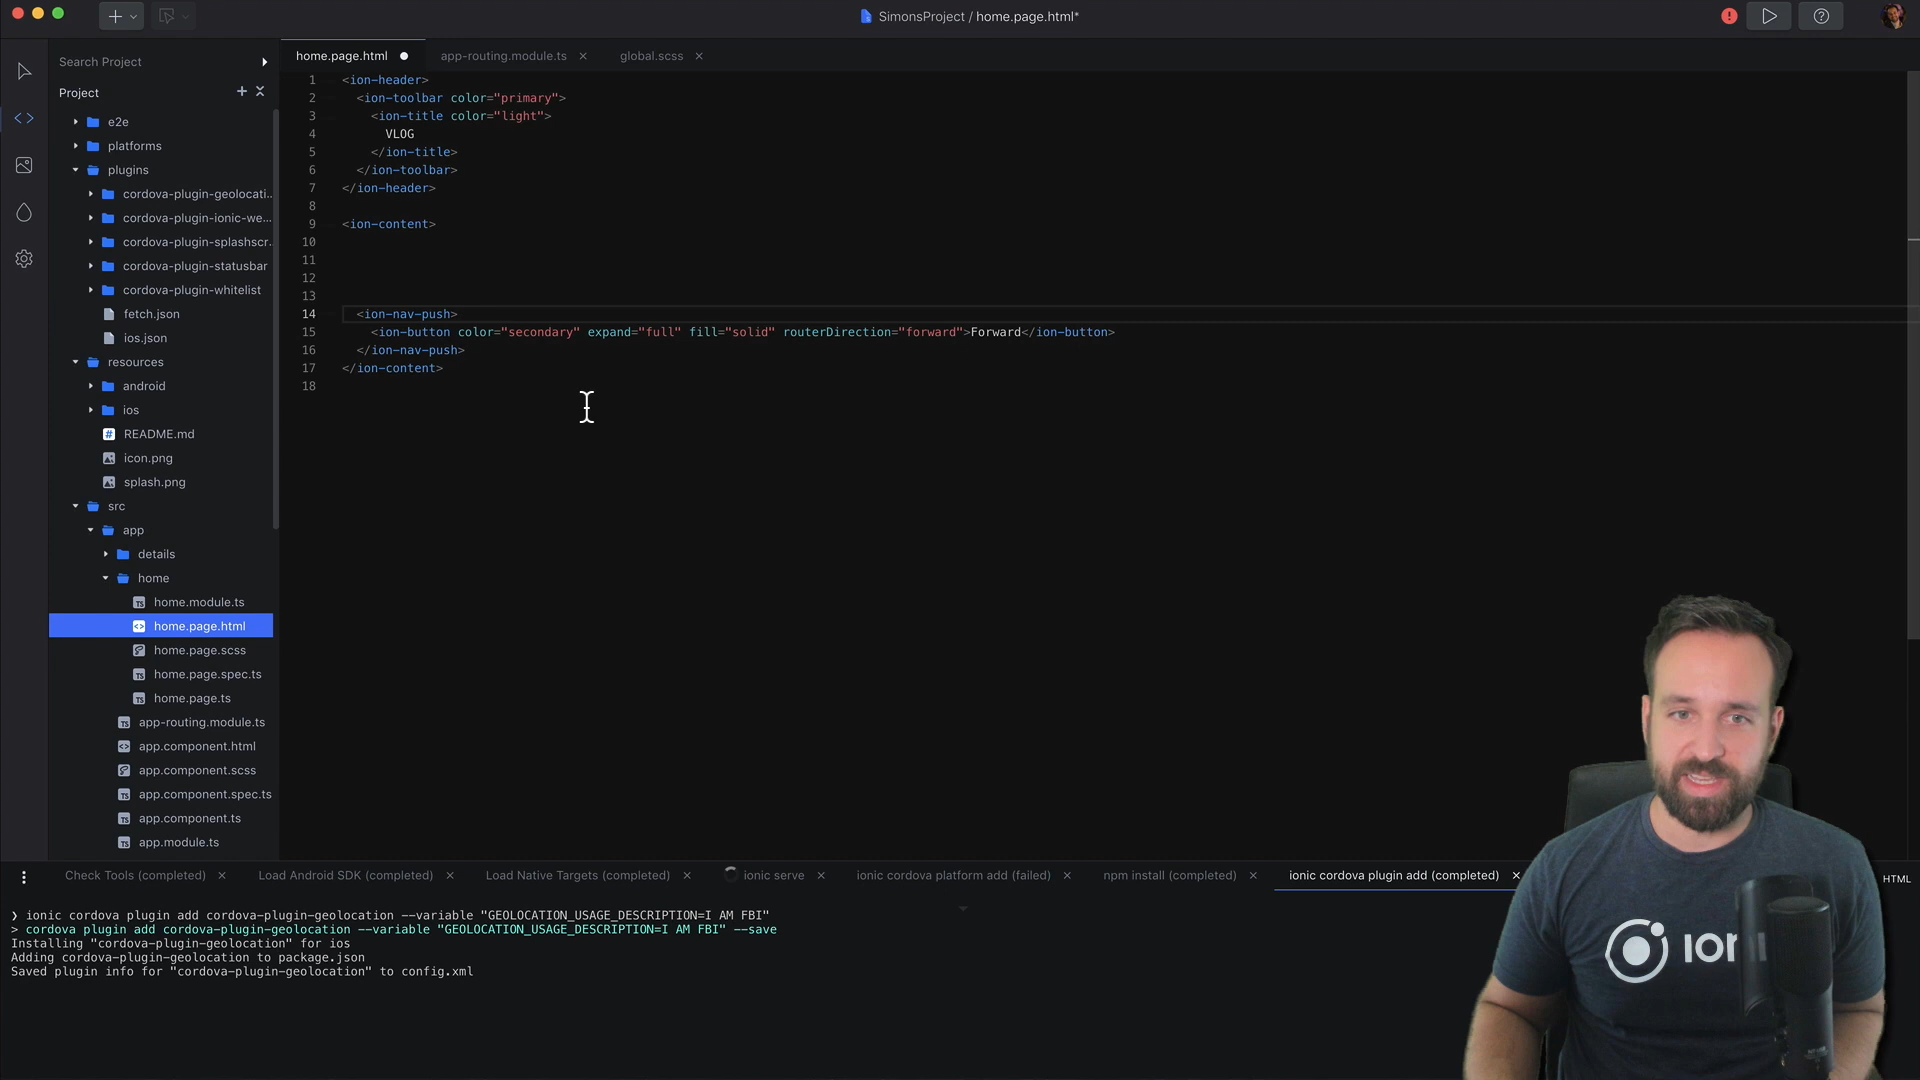 SimonsProject / home.page.html*
Search Project
Project
e2e
platforms
plugins
cordova-plugin-geolocati...
cordova-plugin-ionic-we...
cordova-plugin-splashscr...
cordova-plugin-statusbar
cordova-plugin-whitelist
fetch.json
ios.json
resources
android
ios
README.md
icon.png
splash.png
src
app
details
home
home.module.ts
home.page.html
home.page.scss
home.page.spec.ts
home.page.ts
app-routing.module.ts
app.component.html
app.component.scss
app.component.spec.ts
app.component.ts
app.module.ts
home.page.html app-routing.module.ts global.scss
1 <ion-header>
2 <ion-toolbar color="primary">
3 <ion-title color="light">
4 VLOG
5 </ion-title>
6 </ion-toolbar>
7 </ion-header>
8
9 <ion-content>
10
11
12
13
14 <ion-nav-push>
15 <ion-button color="secondary" expand="full" fill="solid" routerDirection="forward">Forward</ion-button>
16 </ion-nav-push>
17 </ion-content>
18
Check Tools (completed) Load Android SDK (completed) Load Native Targets (completed) ionic serve ionic cordova platform add (failed) npm install (completed) ionic cordova plugin add (completed) HTML
❯ ionic cordova plugin add cordova-plugin-geolocation --variable "GEOLOCATION_USAGE_DESCRIPTION=I AM FBI"
> cordova plugin add cordova-plugin-geolocation --variable "GEOLOCATION_USAGE_DESCRIPTION=I AM FBI" --save
Installing "cordova-plugin-geolocation" for ios
Adding cordova-plugin-geolocation to package.json
Saved plugin info for "cordova-plugin-geolocation" to config.xml